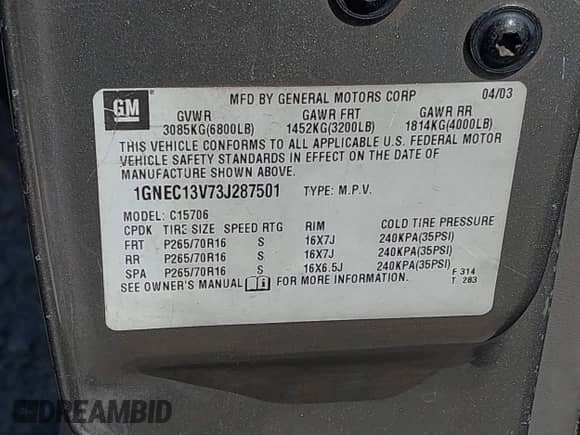 GM
MFD BY GENERAL MOTORS CORP 04/03
GVWR GAWR FRT GAWR RR
3085KG(6800LB) 1452KG(3200LB) 1814KG(4000LB)
THIS VEHICLE CONFORMS TO ALL APPLICABLE U.S. FEDERAL MOTOR
VEHICLE SAFETY STANDARDS IN EFFECT ON THE DATE OF
MANUFACTURE SHOWN ABOVE.
1GNEC13V73J287501 TYPE: M.P.V.
MODEL: C15706
CPDK TIRE SIZE SPEED RTG RIM COLD TIRE PRESSURE
FRT P265/70R16 S 16X7J 240KPA(35PSI)
RR P265/70R16 S 16X7J 240KPA(35PSI)
SPA P265/70R16 S 16X6.5J 240KPA(35PSI)
SEE OWNER'S MANUAL FOR MORE INFORMATION.
F 314
T 283
DREAMBID